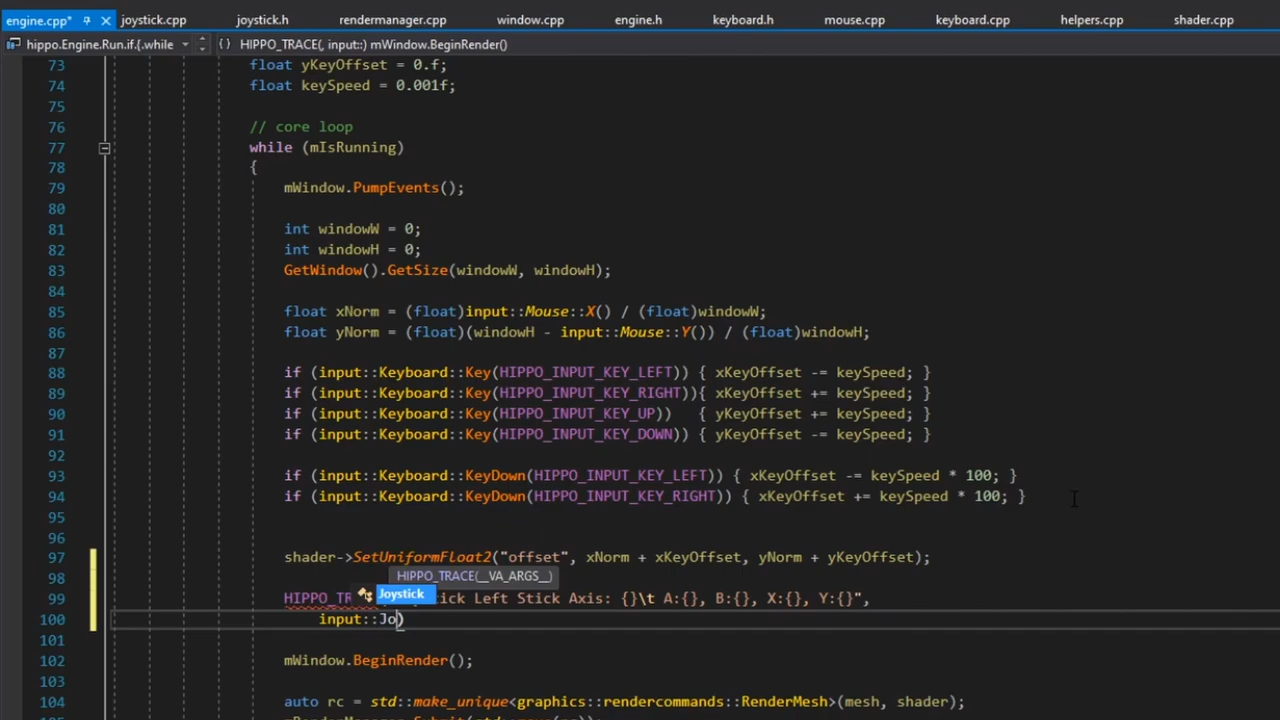 engine.cpp* joystick.cpp joystick.h rendermanager.cpp window.cpp engine.h keyboard.h mouse.cpp keyboard.cpp helpers.cpp shader.cpp
hippo.Engine.Run.if.{.while {} HIPPO_TRACE(, input::) mWindow.BeginRender()
73 float yKeyOffset = 0.f;
74 float keySpeed = 0.001f;
75
76 // core loop
77 while (mIsRunning)
78 {
79 mWindow.PumpEvents();
80
81 int windowW = 0;
82 int windowH = 0;
83 GetWindow().GetSize(windowW, windowH);
84
85 float xNorm = (float)input::Mouse::X() / (float)windowW;
86 float yNorm = (float)(windowH - input::Mouse::Y()) / (float)windowH;
87
88 if (input::Keyboard::Key(HIPPO_INPUT_KEY_LEFT)) { xKeyOffset -= keySpeed; }
89 if (input::Keyboard::Key(HIPPO_INPUT_KEY_RIGHT)){ xKeyOffset += keySpeed; }
90 if (input::Keyboard::Key(HIPPO_INPUT_KEY_UP)) { yKeyOffset += keySpeed; }
91 if (input::Keyboard::Key(HIPPO_INPUT_KEY_DOWN)) { yKeyOffset -= keySpeed; }
92
93 if (input::Keyboard::KeyDown(HIPPO_INPUT_KEY_LEFT)) { xKeyOffset -= keySpeed * 100; }
94 if (input::Keyboard::KeyDown(HIPPO_INPUT_KEY_RIGHT)) { xKeyOffset += keySpeed * 100; }
95
96
97 shader->SetUniformFloat2("offset", xNorm + xKeyOffset, yNorm + yKeyOffset);
98 HIPPO_TRACE(__VA_ARGS__)
99 HIPPO_TR Joystick tick Left Stick Axis: {}\t A:{}, B:{}, X:{}, Y:{}",
100 input::Jo)
101
102 mWindow.BeginRender();
103
104 auto rc = std::make_unique<graphics::rendercommands::RenderMesh>(mesh, shader);